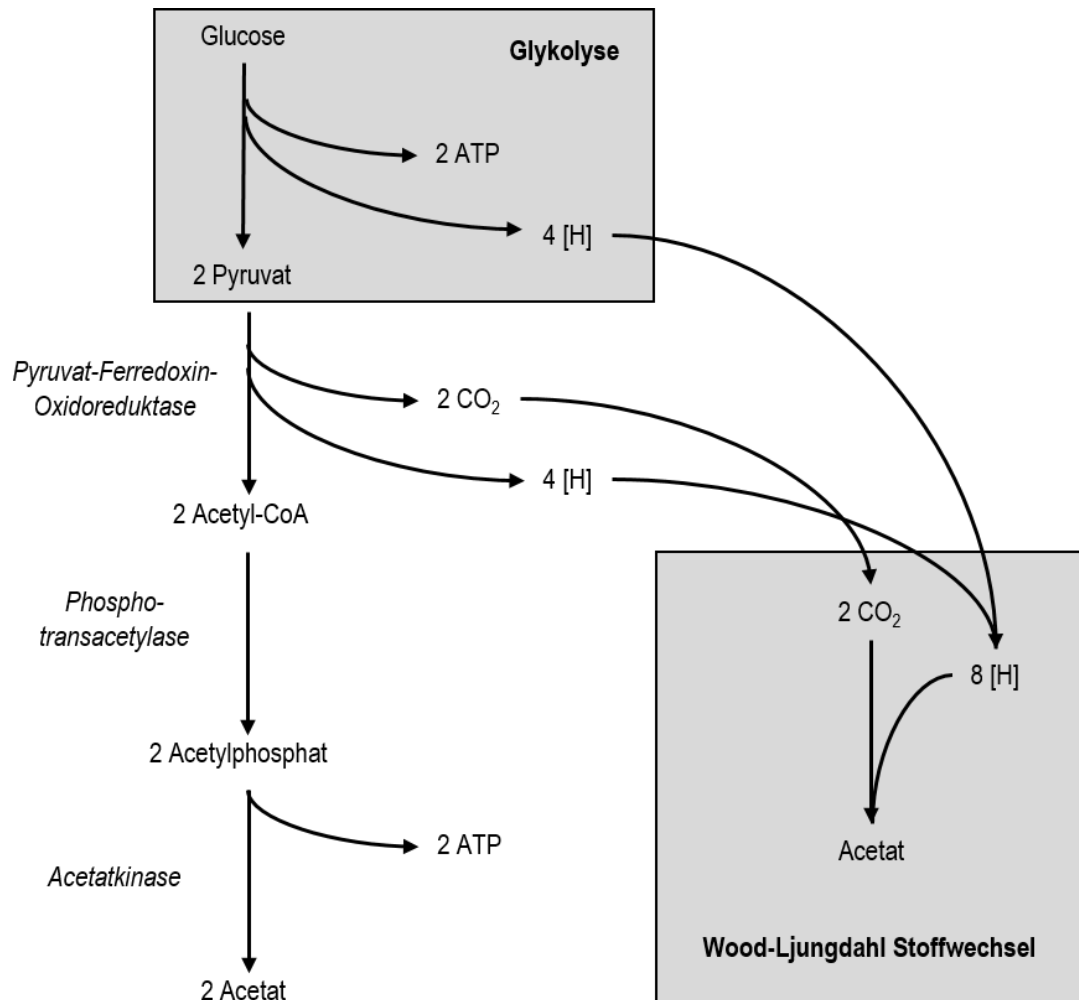 Glucose
Glykolyse
2 ATP
4 [H]
2 Pyruvat
Pyruvat-Ferredoxin-
Oxidoreduktase
2 CO₂
4 [H]
2 Acetyl-CoA
Phospho-
transacetylase
2 CO₂
8 [H]
2 Acetylphosphat
2 ATP
Acetat
Acetatkinase
Wood-Ljungdahl Stoffwechsel
2 Acetat